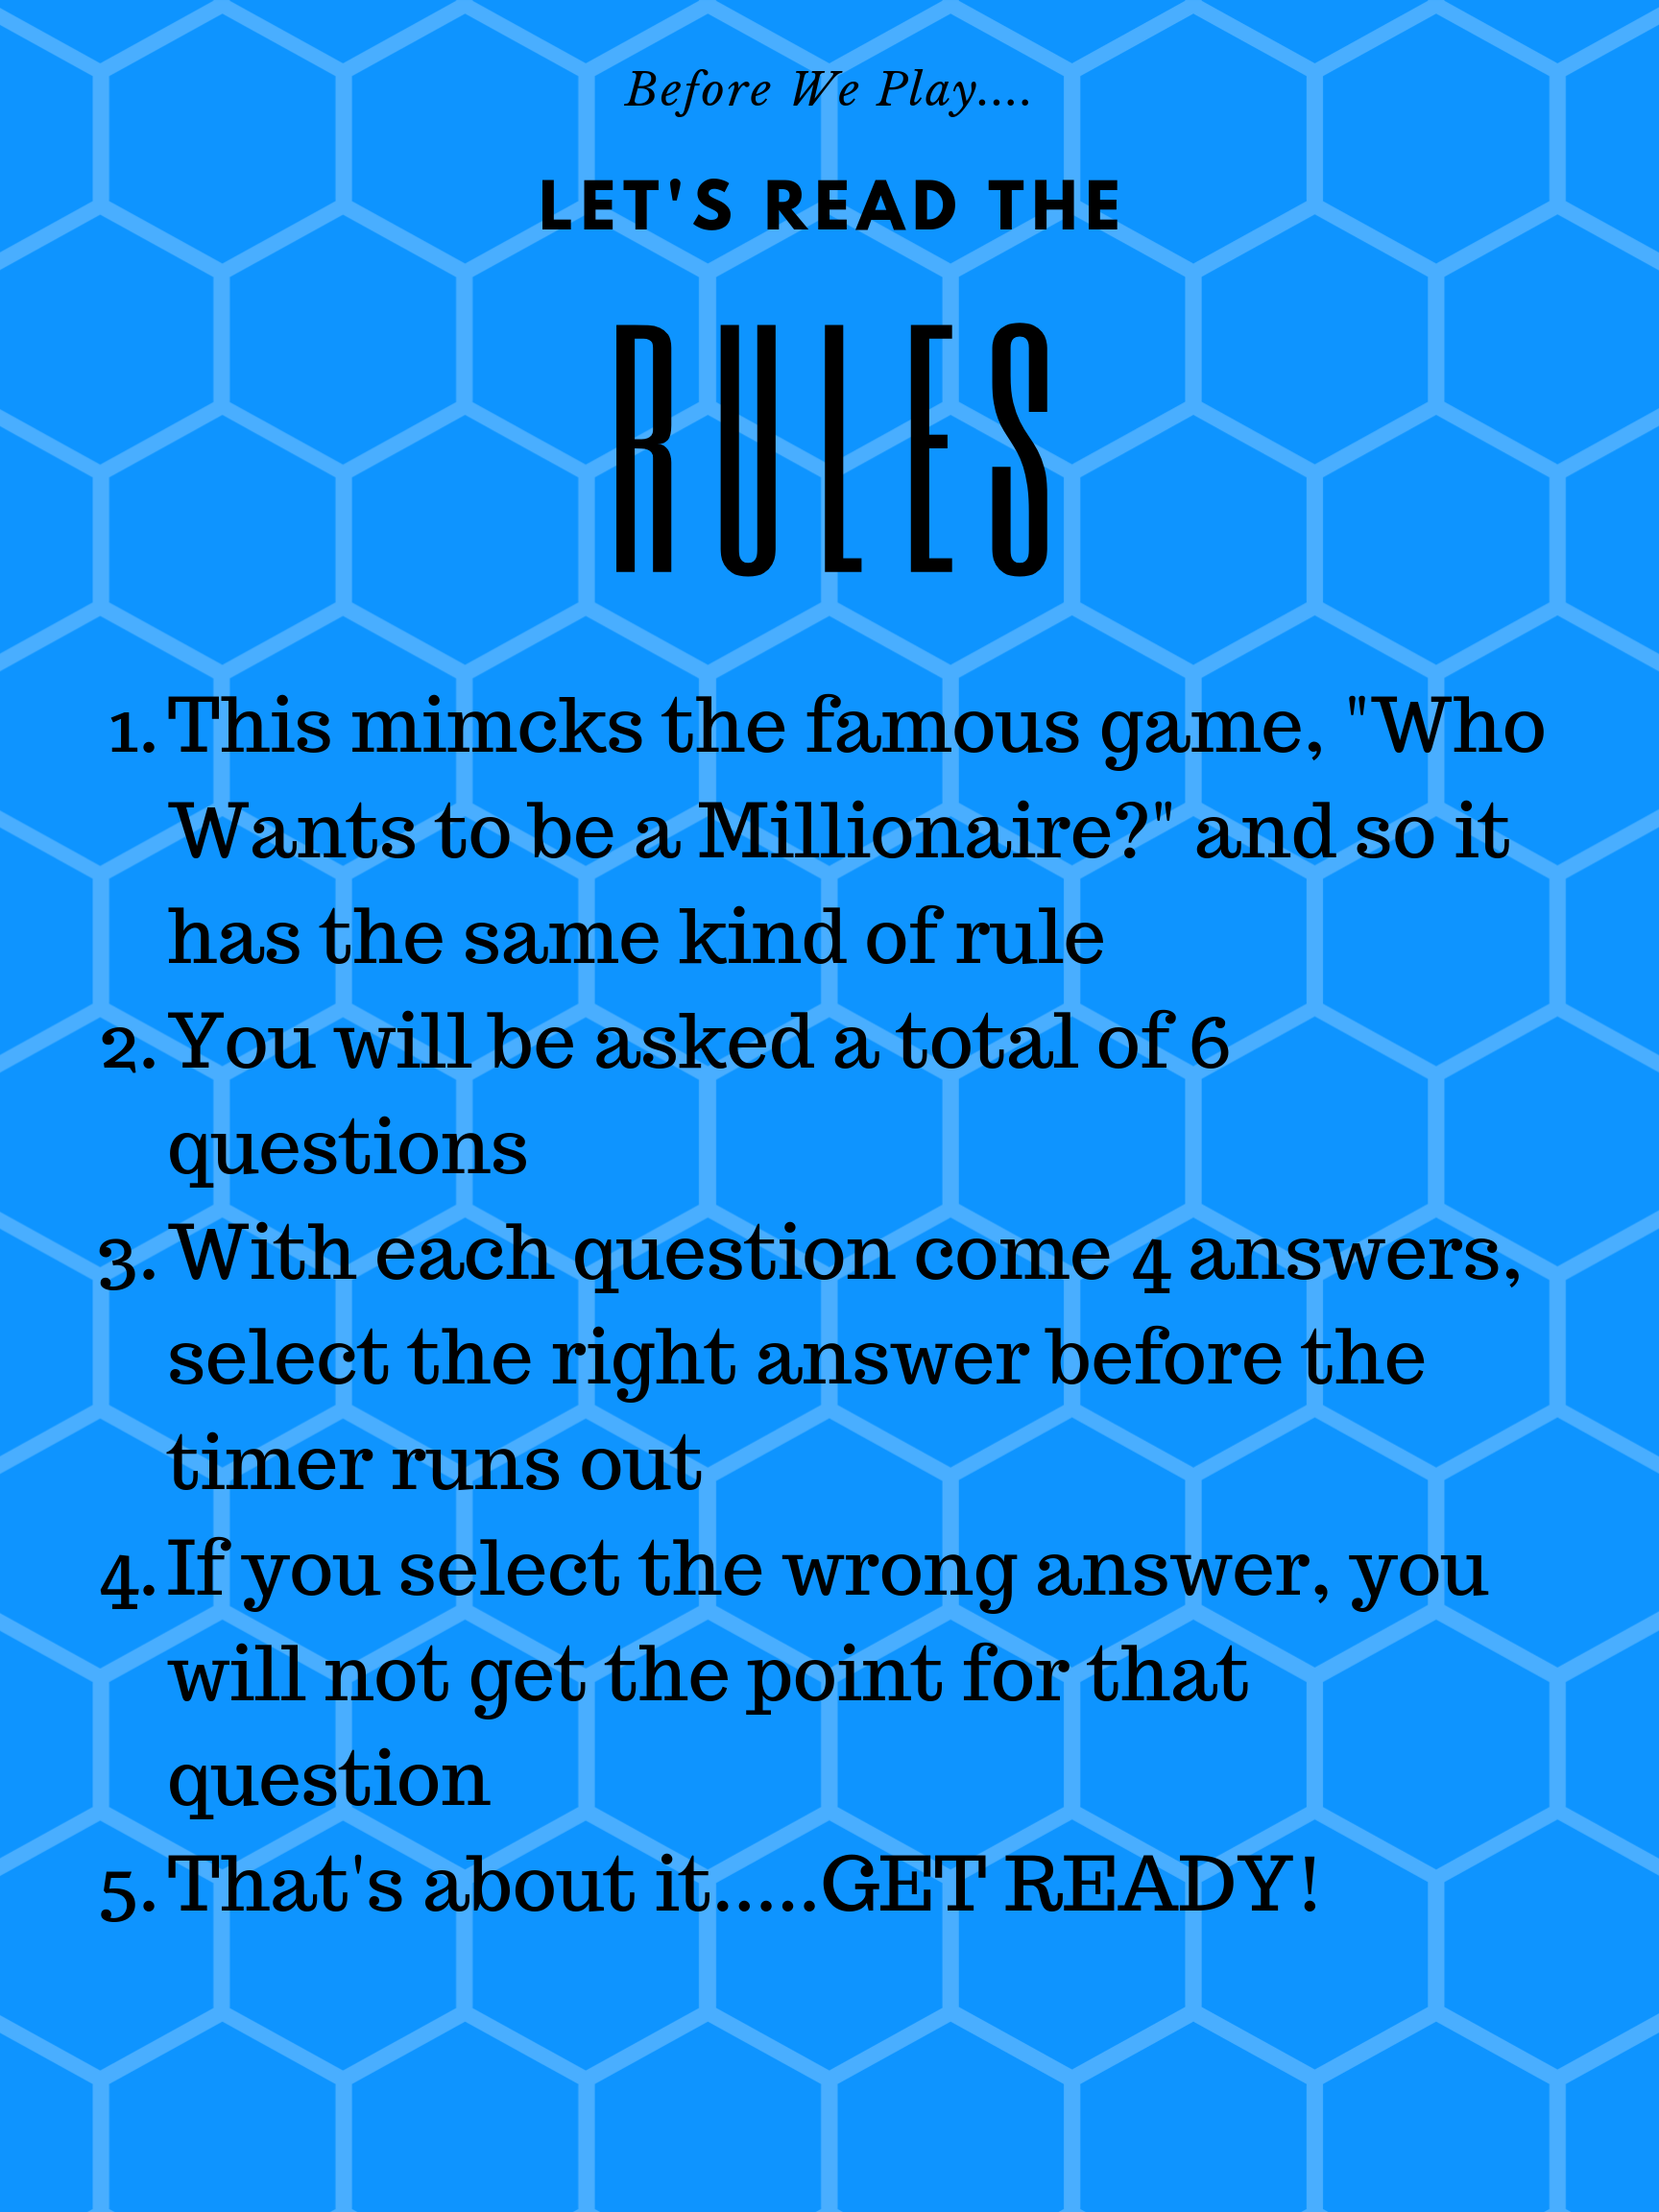 Before We Play....
LET'S READ THE
RULES
1. This mimcks the famous game, "Who
Wants to be a Millionaire?" and so it
has the same kind of rule
2. You will be asked a total of 6
questions
3. With each question come 4 answers,
select the right answer before the
timer runs out
4. If you select the wrong answer, you
will not get the point for that
question
5. That's about it.....GET READY!